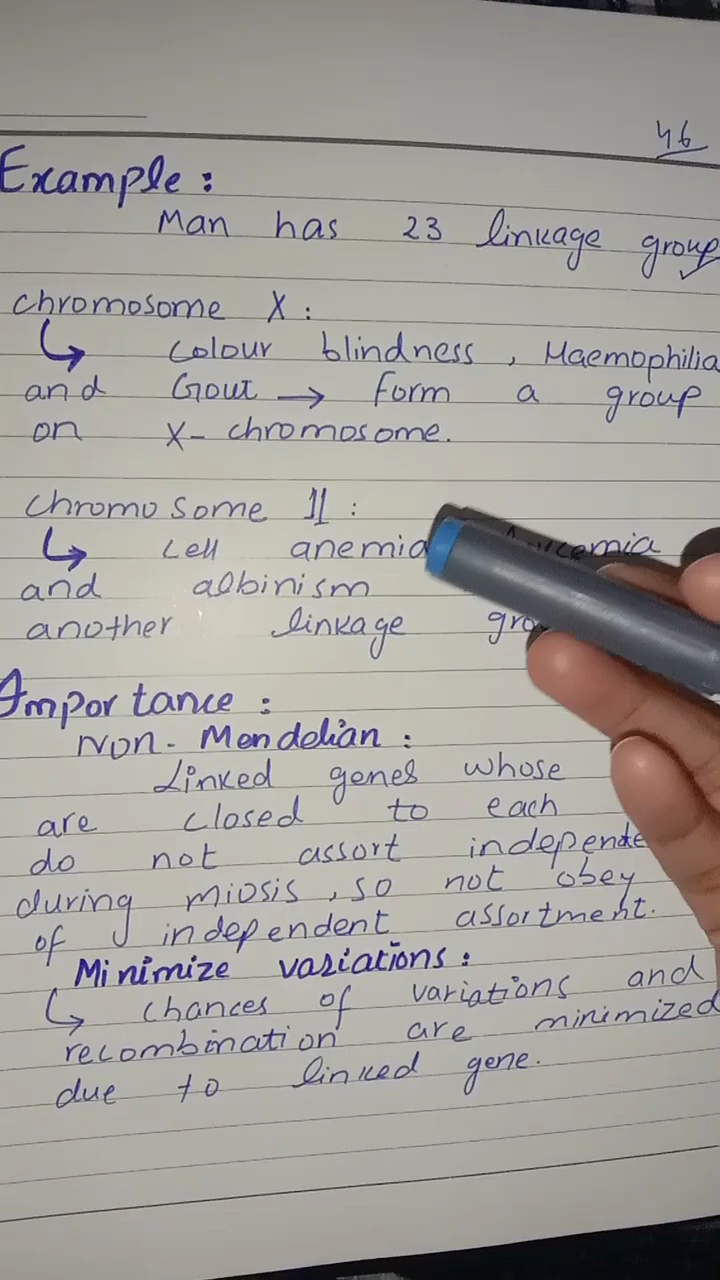 46
Example:
Man has 23 linkage group
chromosome X:
↳ Colour blindness, Haemophilia
and Gout → form a group
on X- chromosome.
chromosome 11:
↳ Cell anemia
and albinism
another linkage
Importance:
Non-Mendelian:
Linked genes whose
are closed to each
do not assort
during miosis, so not obey
of independent assortment.
Minimize variations:
↳ chances of variations and
recombination are minimized
due to linked gene.